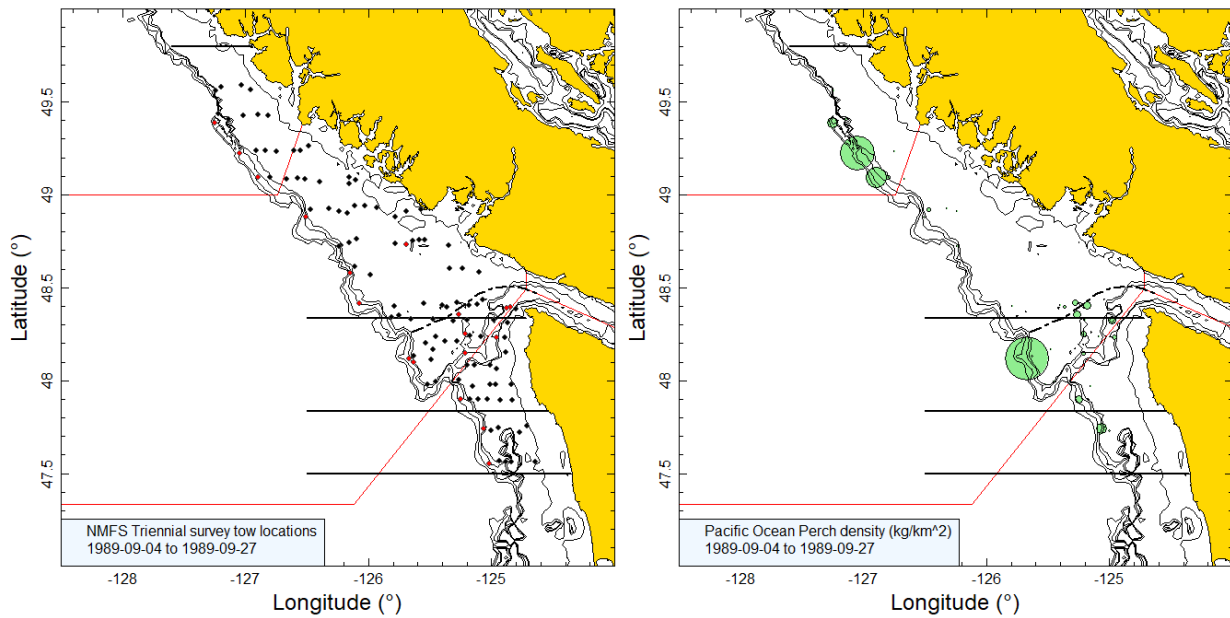 49.5
49
48.5
48
47.5
Latitude (°)
NMFS Triennial survey tow locations
1989-09-04 to 1989-09-27
-128
-127
-126
-125
Longitude (°)
49.5
49
48.5
48
47.5
Latitude (°)
Pacific Ocean Perch density (kg/km^2)
1989-09-04 to 1989-09-27
-128
-127
-126
-125
Longitude (°)